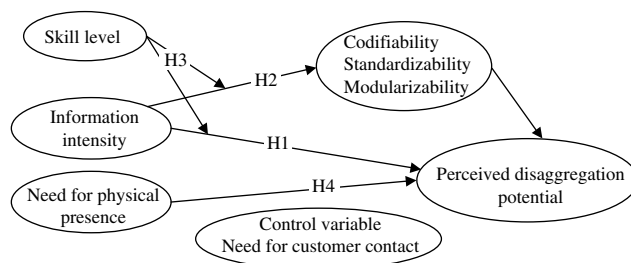 Skill level
H3
Codifiability
Standardizability
Modularizability
H2
Information
intensity
H1
Perceived disaggregation
potential
Need for physical
presence
H4
Control variable
Need for customer contact